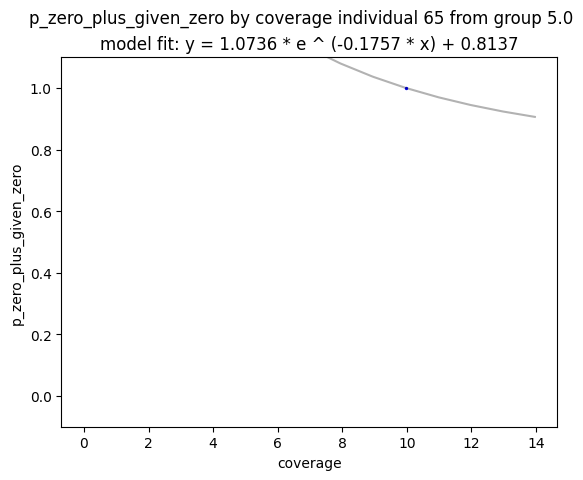 p_zero_plus_given_zero by coverage individual 65 from group 5.0
model fit: y = 1.0736 * e ^ (-0.1757 * x) + 0.8137
1.0
0.8
0.6
0.4
0.2
0.0
p_zero_plus_given_zero
0 2 4 6 8 10 12 14
coverage